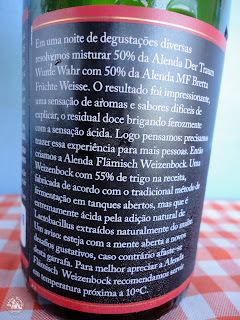 Em uma noite de degustações diversas
resolvemos misturar 50% da Alenda Der Traum
Wurde Wahr com 50% da Alenda MF Bretta
Früchte Weisse. O resultado foi impressionante,
uma sensação de aromas e sabores difíceis de
explicar, o residual doce brigando ferozmente
com a sensação ácida. Logo pensamos: precisamos
trazer essa experiência para mais pessoas. Então
criamos a Alenda Flämisch Weizenbock. Uma
Weizenbock com 55% de trigo na receita,
fabricada de acordo com o tradicional método de
fermentação em tanques abertos, mas que é
extremamente ácida pela adição natural de
Lactobacillus extraídos naturalmente do malte.
Um aviso: esteja com a mente aberta a novos
desafios gustativos, caso contrário afaste-se
desta garrafa. Para melhor apreciar a Alenda
Flämisch Weizenbock recomendamos servir
em temperatura próxima a 10°C.